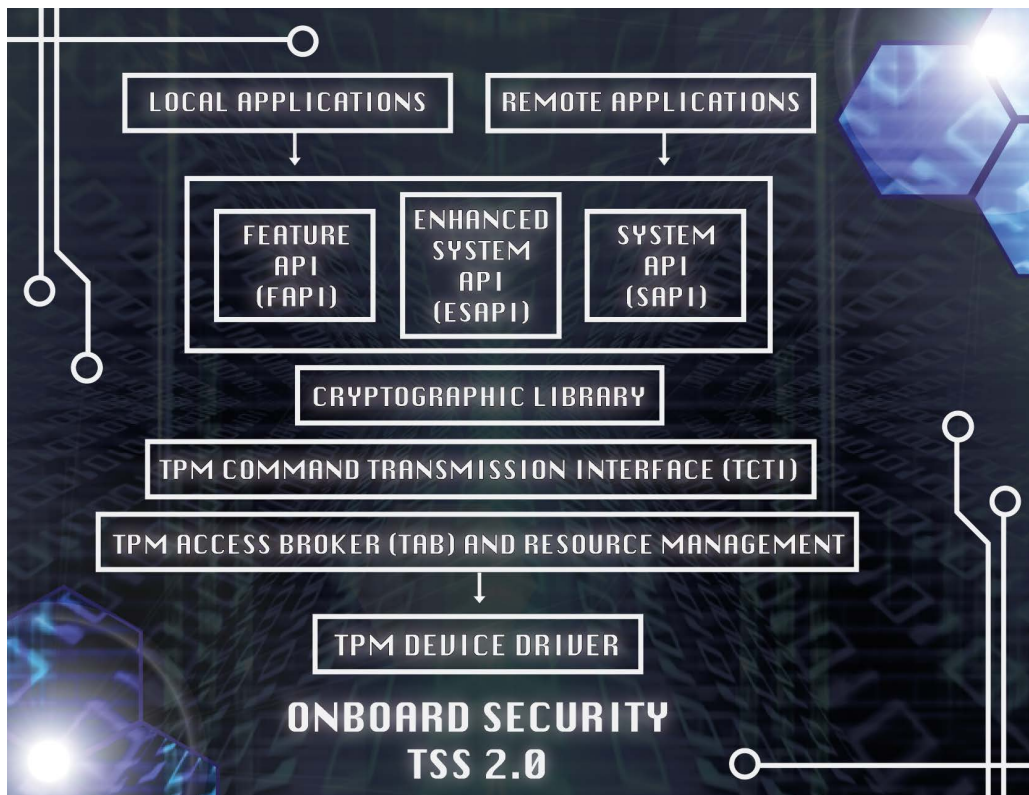 LOCAL APPLICATIONS
REMOTE APPLICATIONS
FEATURE
API
(FAPI)
ENHANCED
SYSTEM
API
(ESAPI)
SYSTEM
API
(SAPI)
CRYPTOGRAPHIC LIBRARY
TPM COMMAND TRANSMISSION INTERFACE (TCTI)
TPM ACCESS BROKER (TAB) AND RESOURCE MANAGEMENT
TPM DEVICE DRIVER
ONBOARD SECURITY
TSS 2.0